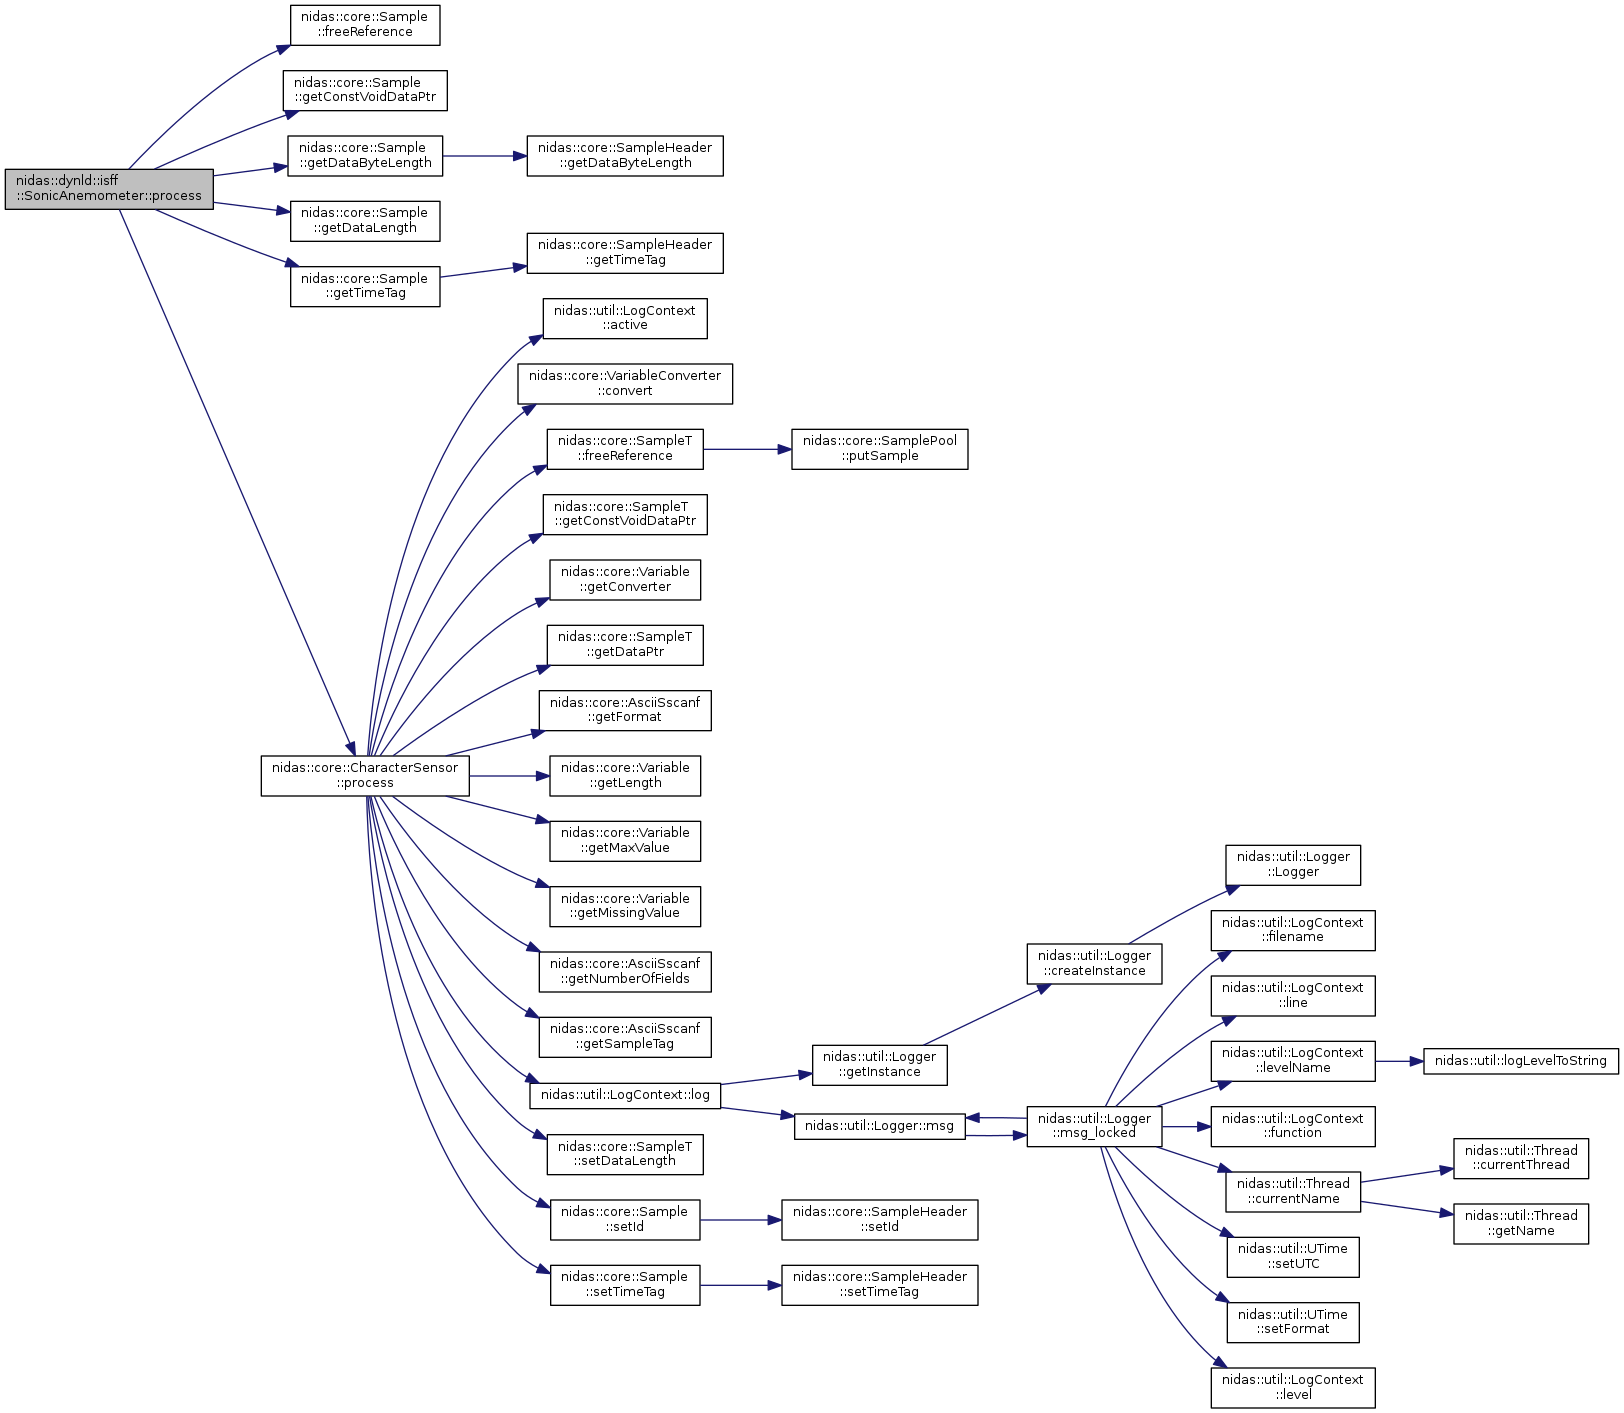 nidas::core::Sample
::freeReference
nidas::core::Sample
::getConstVoidDataPtr
nidas::core::Sample
::getDataByteLength
nidas::core::SampleHeader
::getDataByteLength
nidas::dynld::isff
::SonicAnemometer::process
nidas::core::Sample
::getDataLength
nidas::core::SampleHeader
::getTimeTag
nidas::core::Sample
::getTimeTag
nidas::util::LogContext
::active
nidas::core::VariableConverter
::convert
nidas::core::SampleT
::freeReference
nidas::core::SamplePool
::putSample
nidas::core::SampleT
::getConstVoidDataPtr
nidas::core::Variable
::getConverter
nidas::core::SampleT
::getDataPtr
nidas::core::AsciiSscanf
::getFormat
nidas::core::CharacterSensor
::process
nidas::core::Variable
::getLength
nidas::core::Variable
::getMaxValue
nidas::core::Variable
::getMissingValue
nidas::core::AsciiSscanf
::getNumberOfFields
nidas::core::AsciiSscanf
::getSampleTag
nidas::util::LogContext::log
nidas::core::SampleT
::setDataLength
nidas::core::Sample
::setId
nidas::core::SampleHeader
::setId
nidas::core::Sample
::setTimeTag
nidas::core::SampleHeader
::setTimeTag
nidas::util::Logger
::getInstance
nidas::util::Logger::msg
nidas::util::Logger
::createInstance
nidas::util::Logger
::msg_locked
nidas::util::Logger
::Logger
nidas::util::LogContext
::filename
nidas::util::LogContext
::line
nidas::util::LogContext
::levelName
nidas::util::logLevelToString
nidas::util::LogContext
::function
nidas::util::Thread
::currentName
nidas::util::Thread
::currentThread
nidas::util::Thread
::getName
nidas::util::UTime
::setUTC
nidas::util::UTime
::setFormat
nidas::util::LogContext
::level